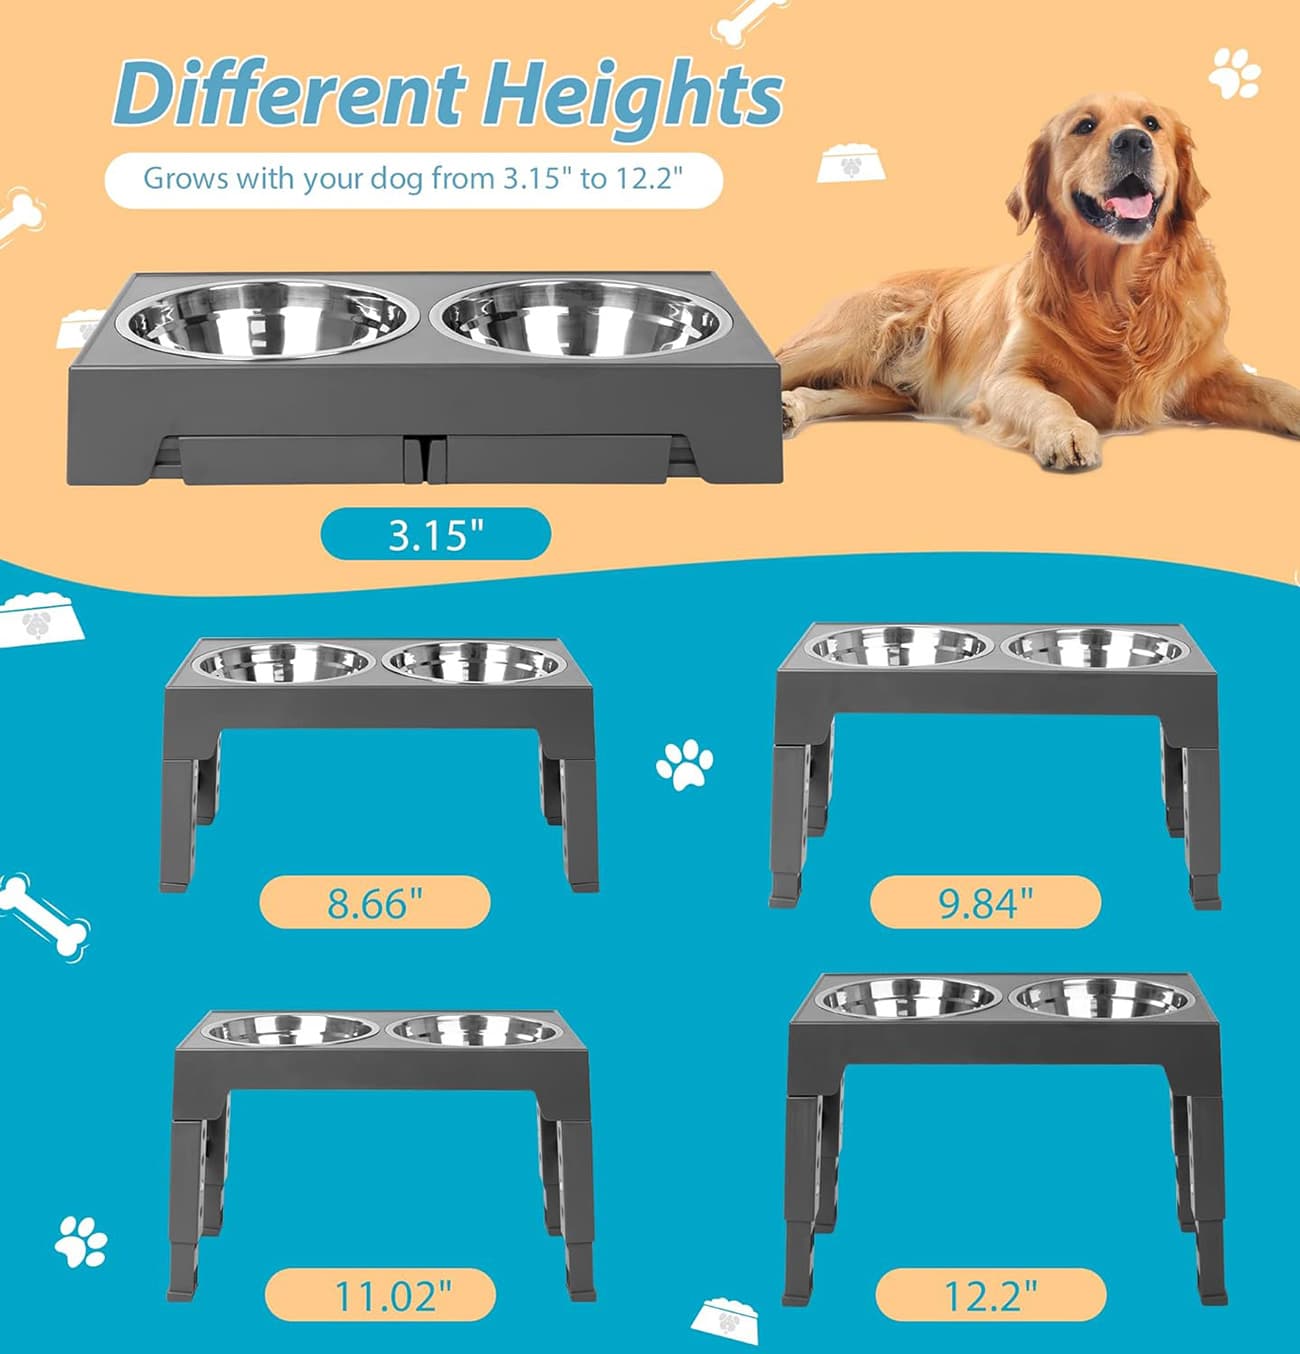 Different Heights
Grows with your dog from 3.15" to 12.2"
3.15"
8.66"
9.84"
11.02"
12.2"